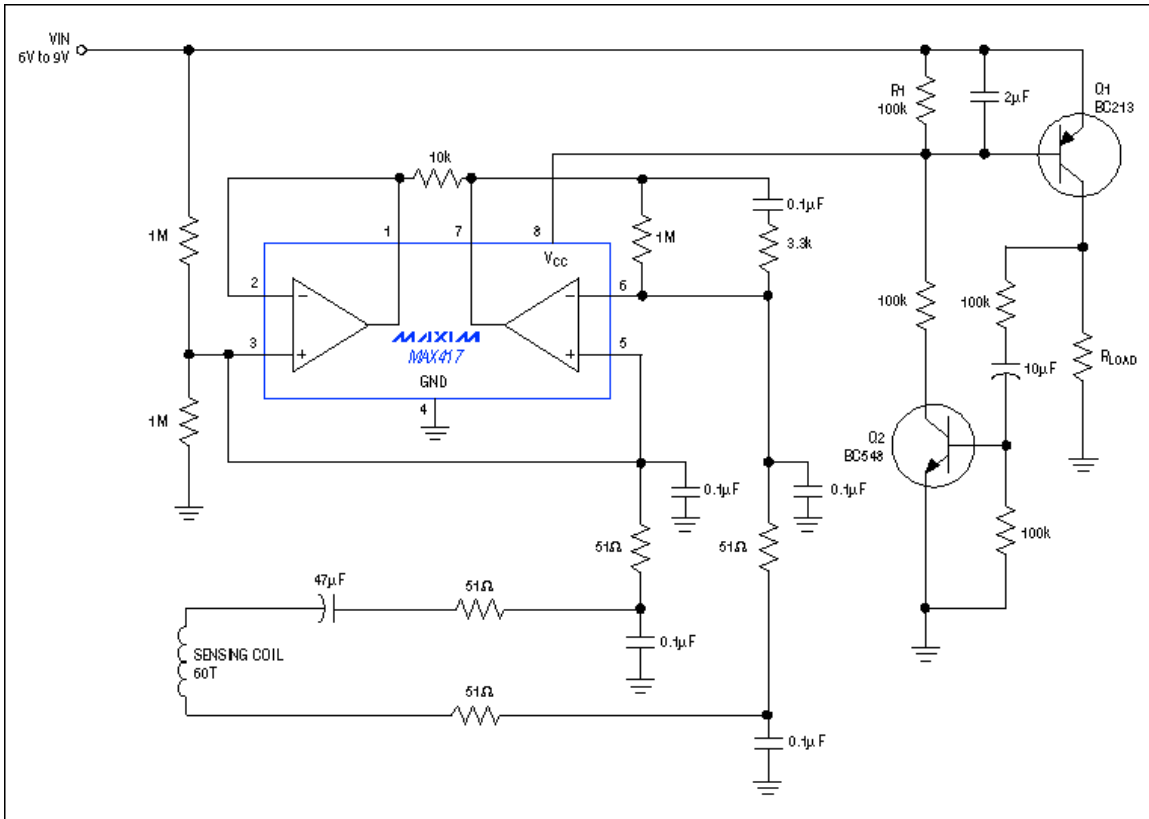 VIN
6V to 9V
R1
100k
2µF
Q1
BC213
10k
0.1µF
1M
1
7
8
1M
3.3k
VCC
2
6
100k
100k
MAXIM
MAX417
3
5
RLOAD
10µF
GND
1M
4
Q2
BC548
0.1µF
0.1µF
100k
51Ω
51Ω
47µF
51Ω
0.1µF
SENSING COIL
60T
51Ω
0.1µF